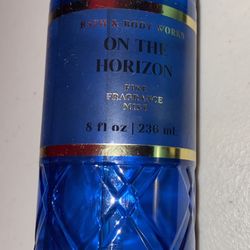 BATH & BODY WORKS
ON THE
HORIZON
FINE
FRAGRANCE
MIST
8 fl oz | 236 mL